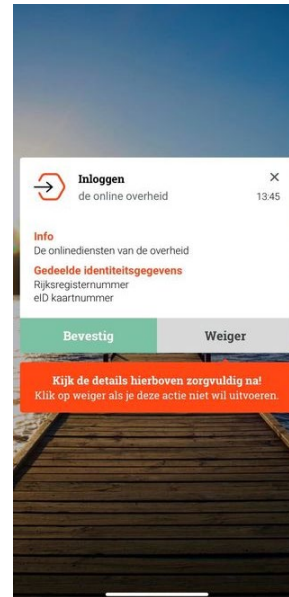 Inloggen
de online overheid
13:45
Info
De onlinediensten van de overheid
Gedeelde identiteitsgegevens
Rijksregisternummer
eID kaartnummer
Bevestig
Weiger
Kijk de details hierboven zorgvuldig na!
Klik op weiger als je deze actie niet wil uitvoeren.